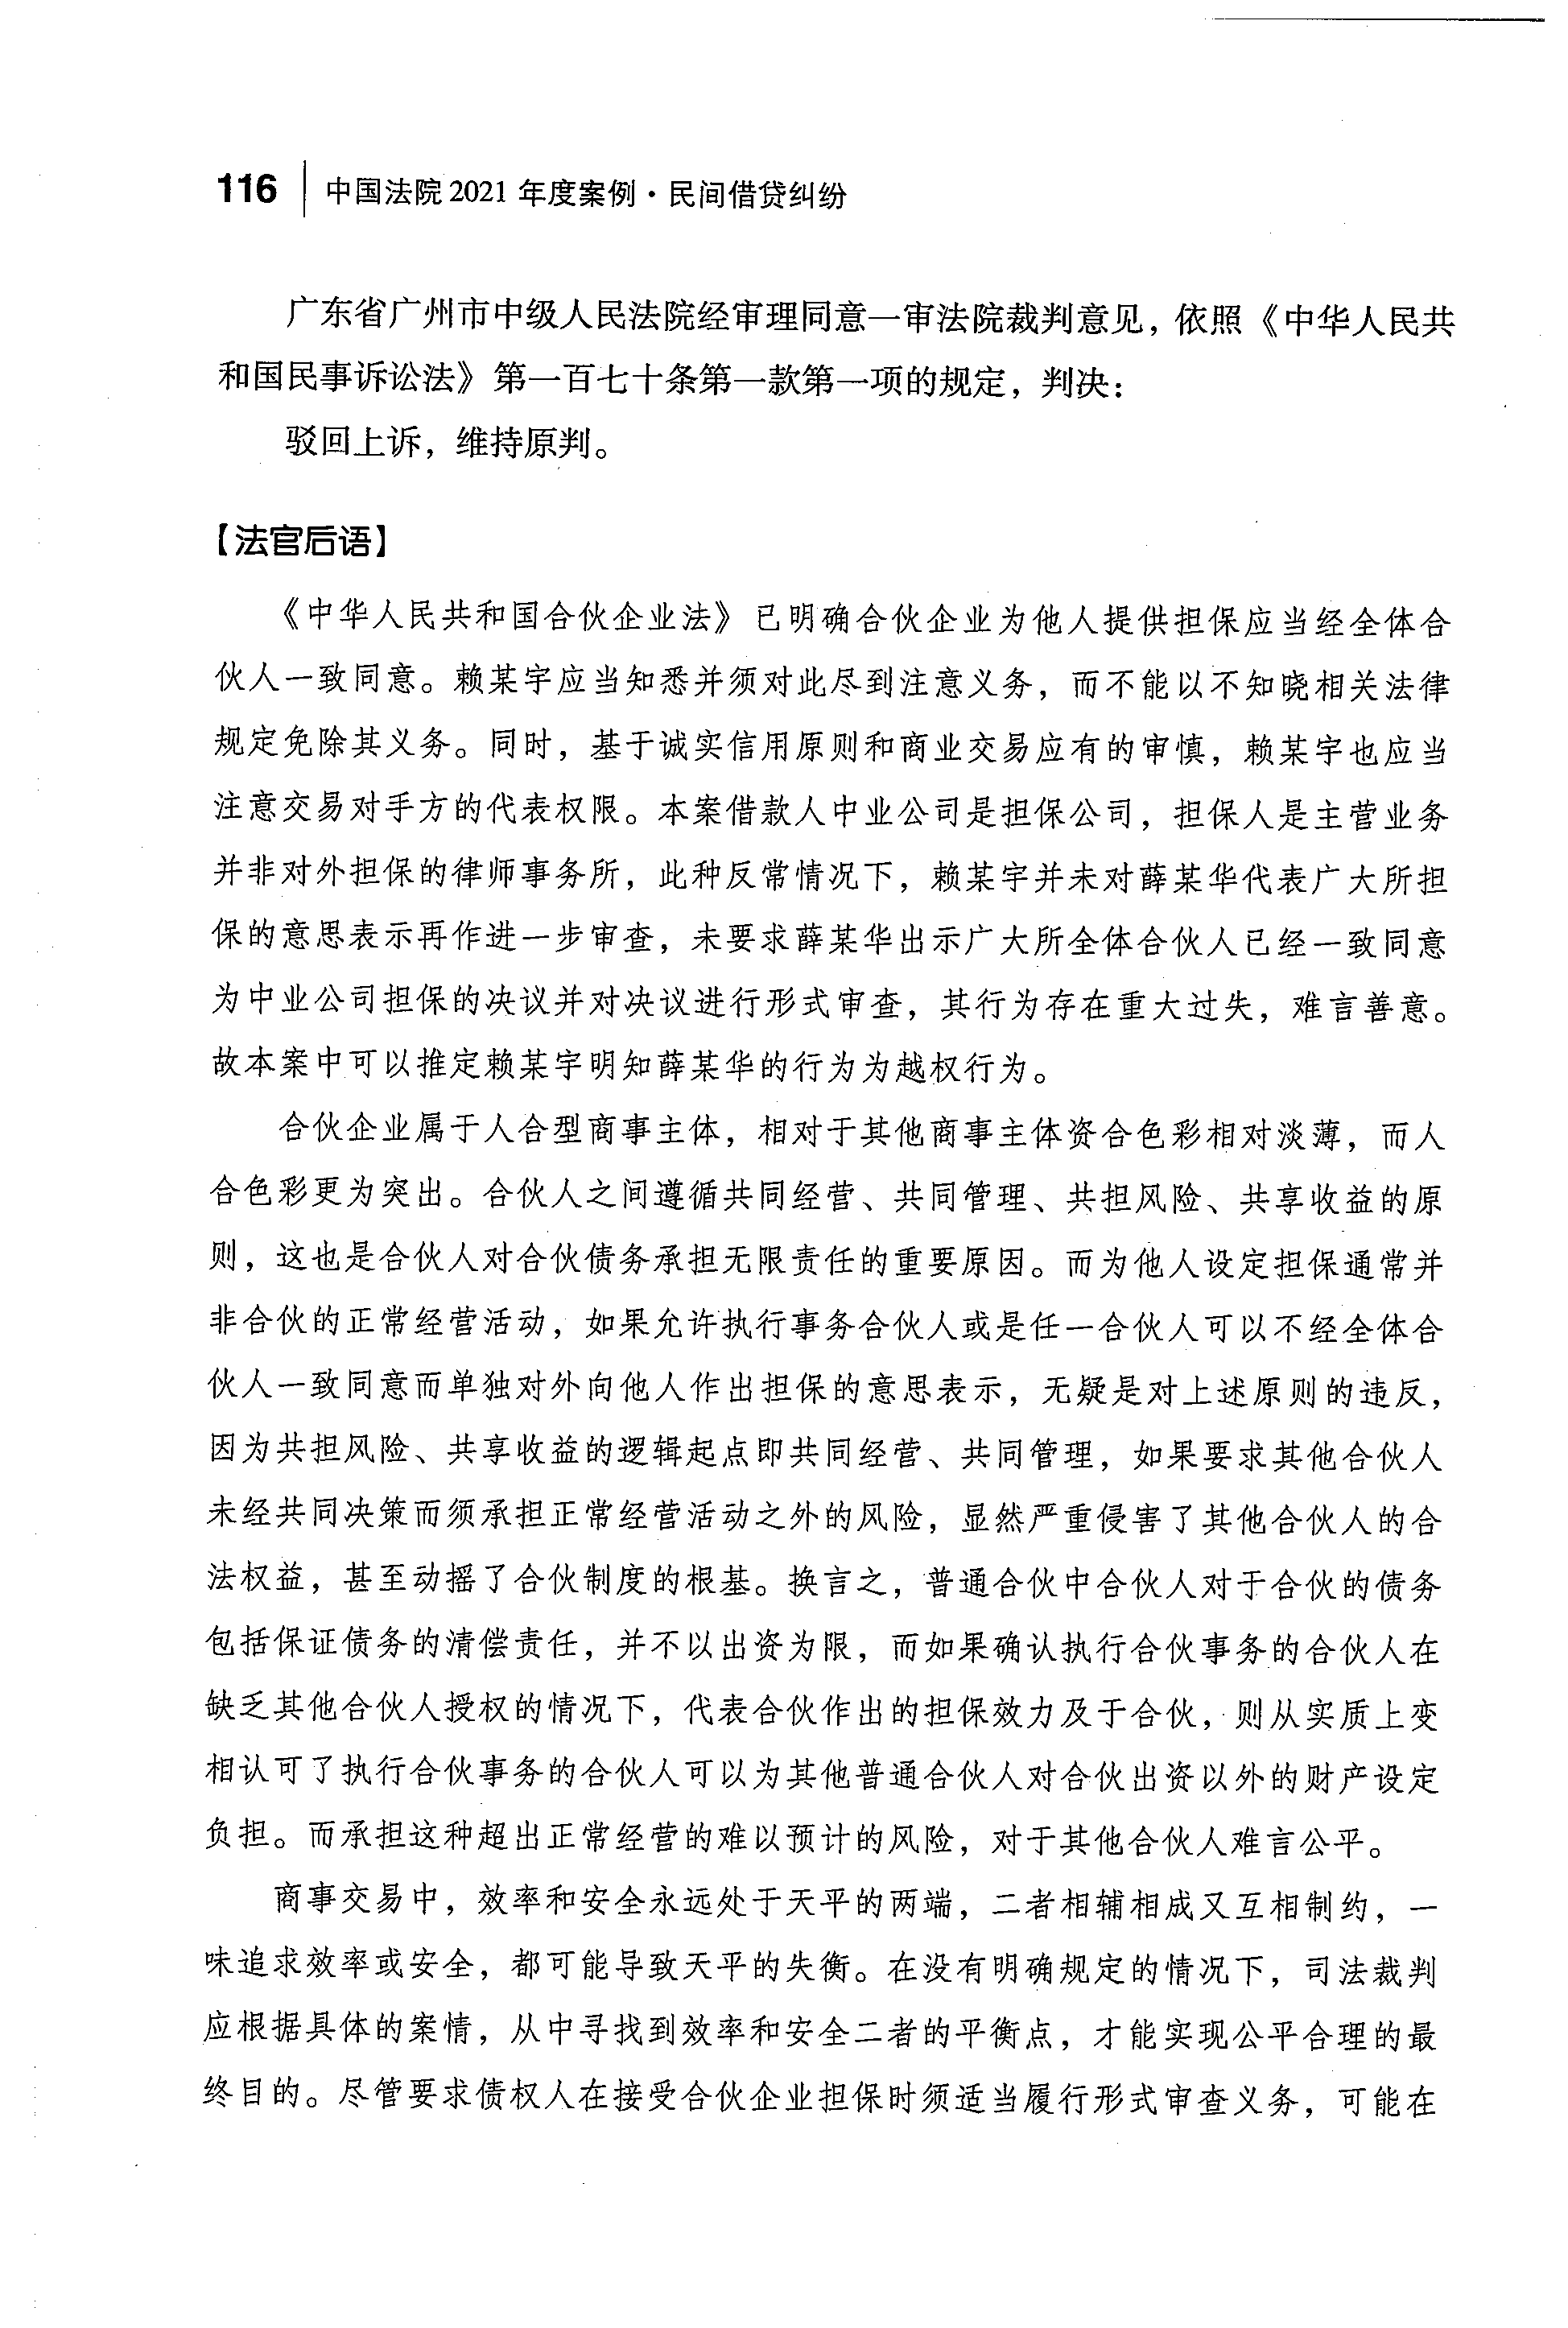 116 中国法院2021年度案例·民间借贷纠纷
广东省广州市中级人民法院经审理同意一审法院裁判意见，依照《中华人民共
和国民事诉讼法》第一百七十条第一款第一项的规定，判决：
驳回上诉，维持原判。
【法官后语】
《中华人民共和国合伙企业法》已明确合伙企业为他人提供担保应当经全体合
伙人一致同意。赖某宇应当知悉并须对此尽到注意义务，而不能以不知晓相关法律
规定免除其义务。同时，基于诚实信用原则和商业交易应有的审慎，赖某宇也应当
注意交易对手方的代表权限。本案借款人中业公司是担保公司，担保人是主营业务
并非对外担保的律师事务所，此种反常情况下，赖某宇并未对薛某华代表广大所担
保的意思表示再作进一步审查，未要求薛某华出示广大所全体合伙人已经一致同意
为中业公司担保的决议并对决议进行形式审查，其行为存在重大过失，难言善意。
故本案中可以推定赖某宇明知薛某华的行为为越权行为。
合伙企业属于人合型商事主体，相对于其他商事主体资合色彩相对淡薄，而人
合色彩更为突出。合伙人之间遵循共同经营、共同管理、共担风险、共享收益的原
则，这也是合伙人对合伙债务承担无限责任的重要原因。而为他人设定担保通常并
非合伙的正常经营活动，如果允许执行事务合伙人或是任一合伙人可以不经全体合
伙人一致同意而单独对外向他人作出担保的意思表示，无疑是对上述原则的违反，
因为共担风险、共享收益的逻辑起点即共同经营、共同管理，如果要求其他合伙人
未经共同决策而须承担正常经营活动之外的风险，显然严重侵害了其他合伙人的合
法权益，甚至动摇了合伙制度的根基。换言之，普通合伙中合伙人对于合伙的债务
包括保证债务的清偿责任，并不以出资为限，而如果确认执行合伙事务的合伙人在
缺乏其他合伙人授权的情况下，代表合伙作出的担保效力及于合伙，则从实质上变
相认可了执行合伙事务的合伙人可以为其他普通合伙人对合伙出资以外的财产设定
负担。而承担这种超出正常经营的难以预计的风险，对于其他合伙人难言公平。
商事交易中，效率和安全永远处于天平的两端，二者相辅相成又互相制约，一
味追求效率或安全，都可能导致天平的失衡。在没有明确规定的情况下，司法裁判
应根据具体的案情，从中寻找到效率和安全二者的平衡点，才能实现公平合理的最
终目的。尽管要求债权人在接受合伙企业担保时须适当履行形式审查义务，可能在